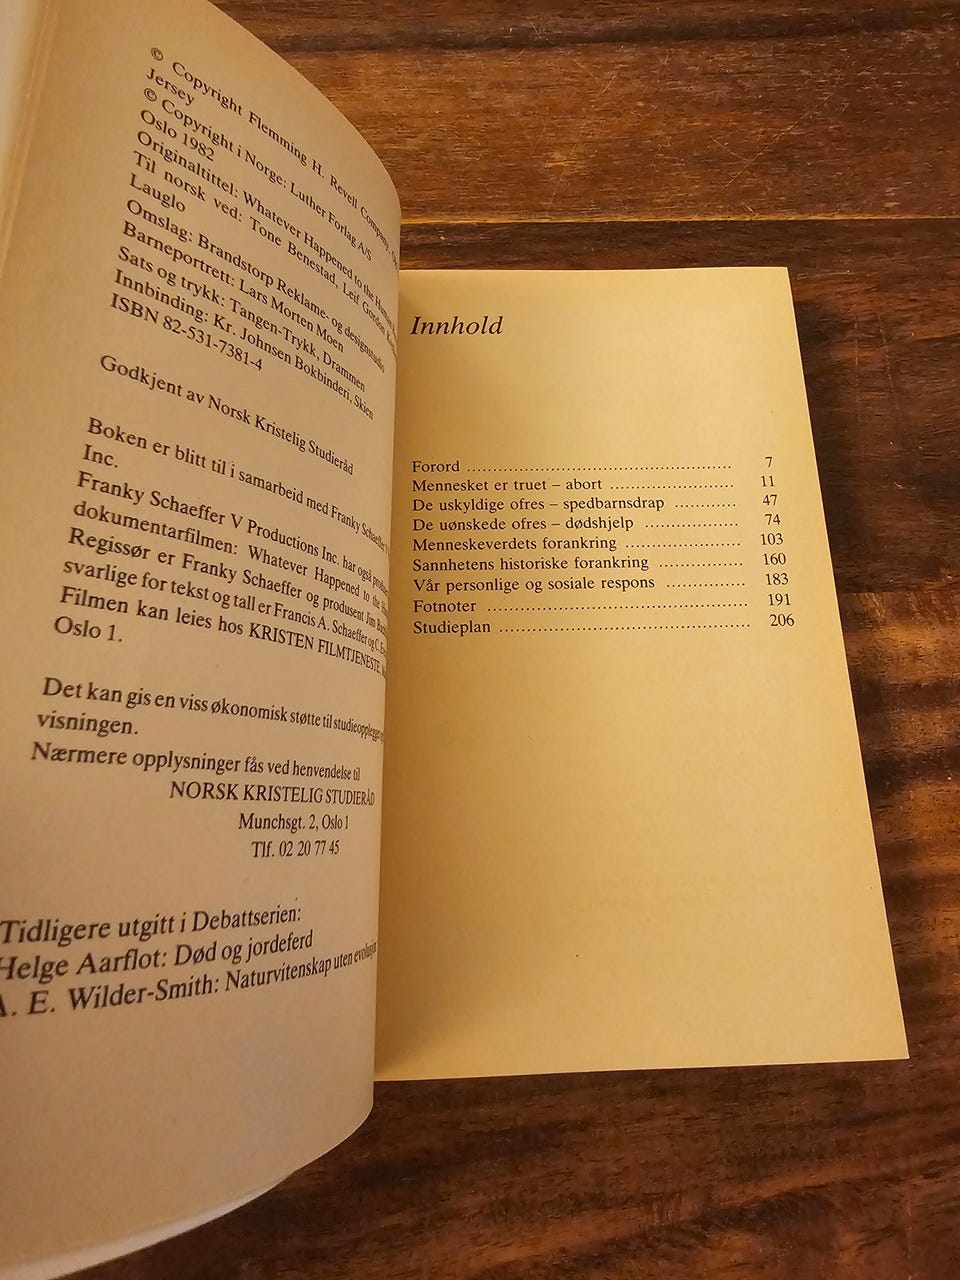 © Copyright Flemming H. Revell Company,
Jersey
© Copyright i Norge: Luther Forlag A/S
Oslo 1982
Originaltittel: Whatever Happened to the Human
Til norsk ved: Tone Benestad, Leif Gordon
Lauglo
Omslag: Brandstorp Reklame- og designstudio
Barneportrett: Lars Morten Moen
Sats og trykk: Tangen-Trykk, Drammen
Innbinding: Kr. Johnsen Bokbinderi, Skien
ISBN 82-531-7381-4
Godkjent av Norsk Kristelig Studieråd
Boken er blitt til i samarbeid med Franky Schaeffer V
Inc.
Franky Schaeffer V Productions Inc. har også
dokumentarfilmen: Whatever Happened to the
Regissør er Franky Schaeffer og produsent Jim
svarlige for tekst og tall er Francis A. Schaeffer og C.
Filmen kan leies hos KRISTEN FILMTJENESTE,
Oslo 1.
Det kan gis en viss økonomisk støtte til studieopplegget
visningen.
Nærmere opplysninger fås ved henvendelse til
NORSK KRISTELIG STUDIERÅD
Munchsgt. 2, Oslo 1
Tlf. 02 20 77 45
Tidligere utgitt i Debattserien:
Helge Aarflot: Død og jordeferd
A. E. Wilder-Smith: Naturvitenskap uten evolusjon
Innhold
Forord .......... 7
Mennesket er truet – abort .......... 11
De uskyldige ofres – spedbarnsdrap .......... 47
De uønskede ofres – dødshjelp .......... 74
Menneskeverdets forankring .......... 103
Sannhetens historiske forankring .......... 160
Vår personlige og sosiale respons .......... 183
Fotnoter .......... 191
Studieplan .......... 206